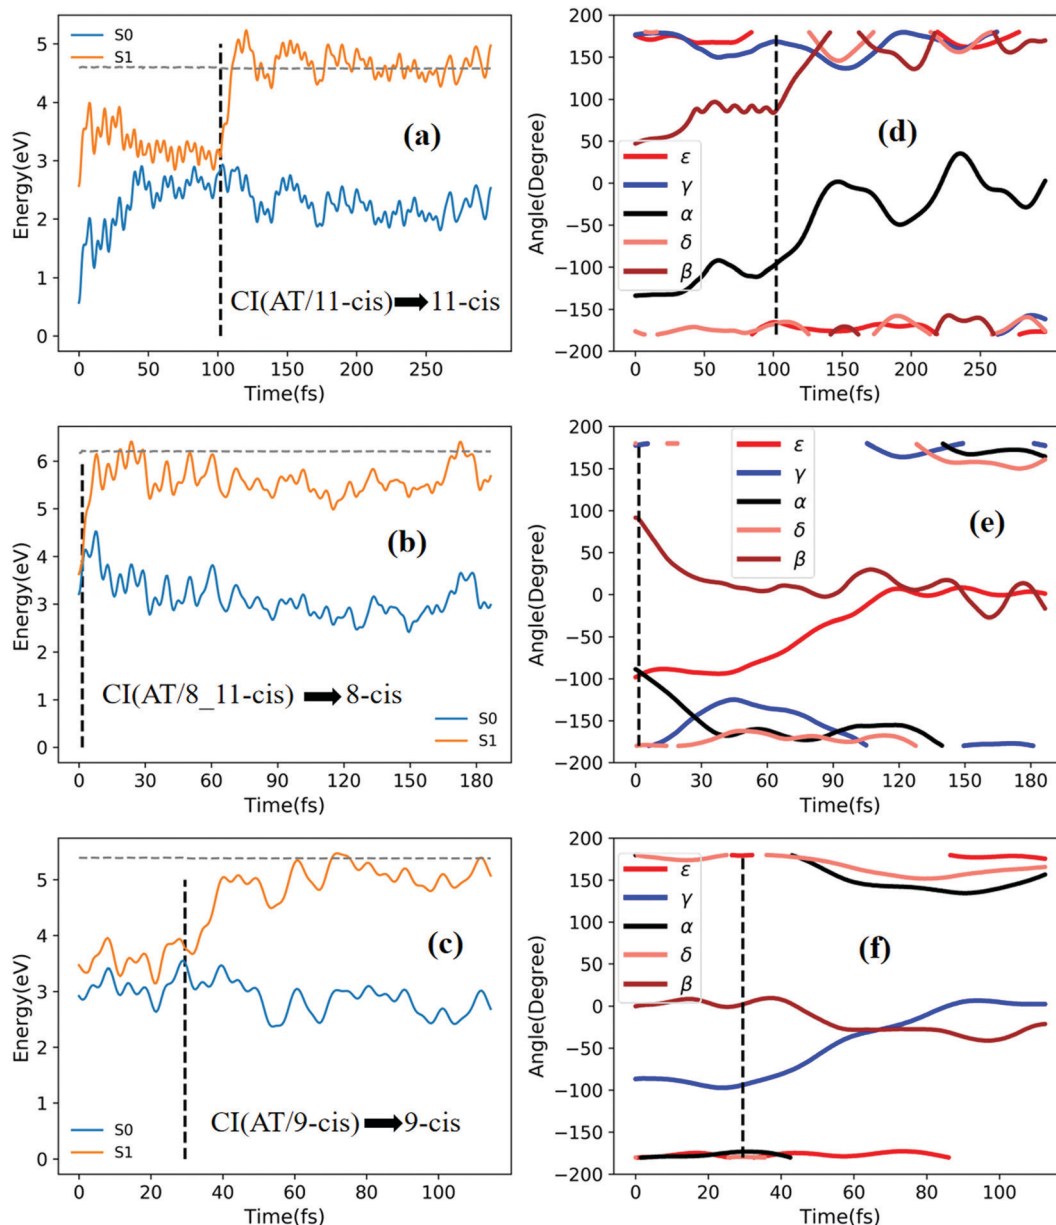 S0
S1
5
4
3
2
1
0
Energy(eV)
(a)
CI(AT/11-cis)➡11-cis
0 50 100 150 200 250
Time(fs)
200
150
100
50
0
−50
−100
−150
−200
Angle(Degree)
ε
γ
α
δ
β
(d)
0 50 100 150 200 250
Time(fs)
6
5
4
3
2
1
0
Energy(eV)
(b)
CI(AT/8_11-cis) ➡8-cis
S0
S1
0 30 60 90 120 150 180
Time(fs)
200
150
100
50
0
−50
−100
−150
−200
Angle(Degree)
ε
γ
α
δ
β
(e)
0 30 60 90 120 150 180
Time(fs)
5
4
3
2
1
0
Energy(eV)
(c)
CI(AT/9-cis)➡9-cis
S0
S1
0 20 40 60 80 100
Time(fs)
200
150
100
50
0
−50
−100
−150
−200
Angle(Degree)
ε
γ
α
δ
β
(f)
0 20 40 60 80 100
Time(fs)